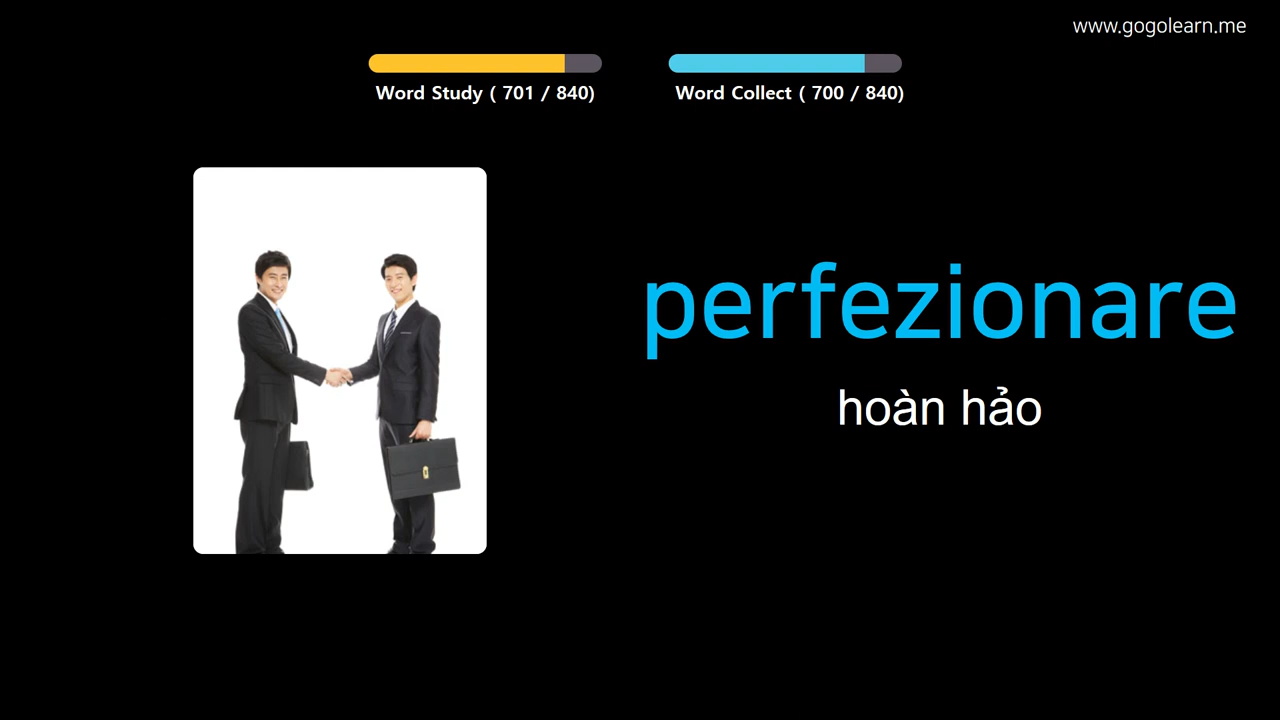 www.gogolearn.me
Word Study ( 701 / 840)
Word Collect ( 700 / 840)
perfezionare
hoàn hảo